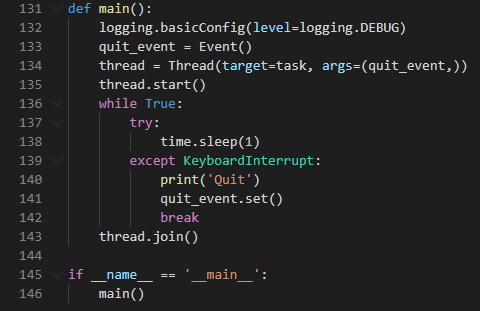 131 def main():
132     logging.basicConfig(level=logging.DEBUG)
133     quit_event = Event()
134     thread = Thread(target=task, args=(quit_event,))
135     thread.start()
136     while True:
137         try:
138             time.sleep(1)
139         except KeyboardInterrupt:
140             print('Quit')
141             quit_event.set()
142             break
143     thread.join()
144
145 if __name__ == '__main__':
146     main()